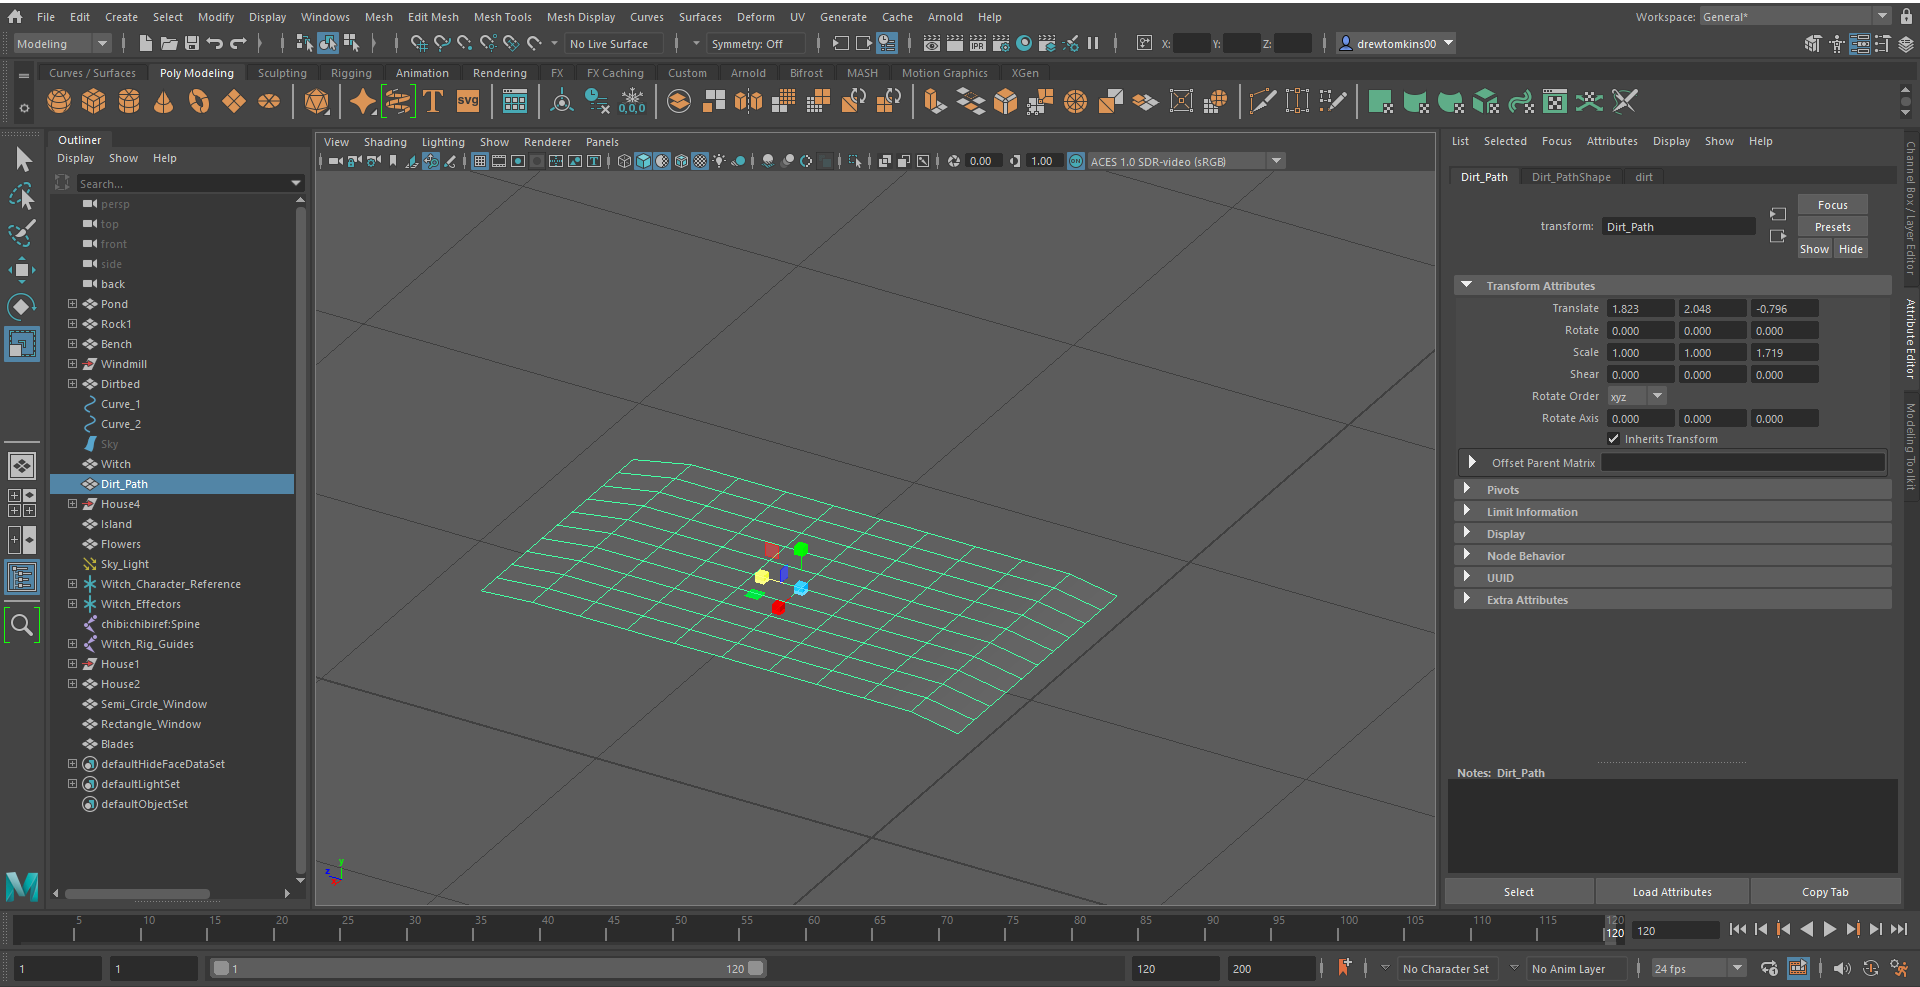 File Edit Create Select Modify Display Windows Mesh Edit Mesh Mesh Tools Mesh Display Curves Surfaces Deform UV Generate Cache Arnold Help Workspace: General*
Modeling No Live Surface Symmetry: Off IPR X: Y: Z: drewtomkins00
Curves / Surfaces Poly Modeling Sculpting Rigging Animation Rendering FX FX Caching Custom Arnold Bifrost MASH Motion Graphics XGen
T SVG 0,0,0
Outliner
Display Show Help
Search...
persp
top
front
side
back
Pond
Rock1
Bench
Windmill
Dirtbed
Curve_1
Curve_2
Sky
Witch
Dirt_Path
House4
Island
Flowers
Sky_Light
Witch_Character_Reference
Witch_Effectors
chibi:chibiref:Spine
Witch_Rig_Guides
House1
House2
Semi_Circle_Window
Rectangle_Window
Blades
defaultHideFaceDataSet
defaultLightSet
defaultObjectSet
View Shading Lighting Show Renderer Panels
0.00 1.00 ON ACES 1.0 SDR-video (sRGB)
y
z
List Selected Focus Attributes Display Show Help
Dirt_Path Dirt_PathShape dirt
transform: Dirt_Path
Focus
Presets
Show Hide
Transform Attributes
Translate 1.823 2.048 -0.796
Rotate 0.000 0.000 0.000
Scale 1.000 1.000 1.719
Shear 0.000 0.000 0.000
Rotate Order xyz
Rotate Axis 0.000 0.000 0.000
Inherits Transform
Offset Parent Matrix
Pivots
Limit Information
Display
Node Behavior
UUID
Extra Attributes
Notes: Dirt_Path
Select Load Attributes Copy Tab
Channel Box / Layer Editor
Attribute Editor
Modeling Toolkit
5 10 15 20 25 30 35 40 45 50 55 60 65 70 75 80 85 90 95 100 105 110 115 120
120 120
1 1 1 120 120 200 No Character Set No Anim Layer 24 fps